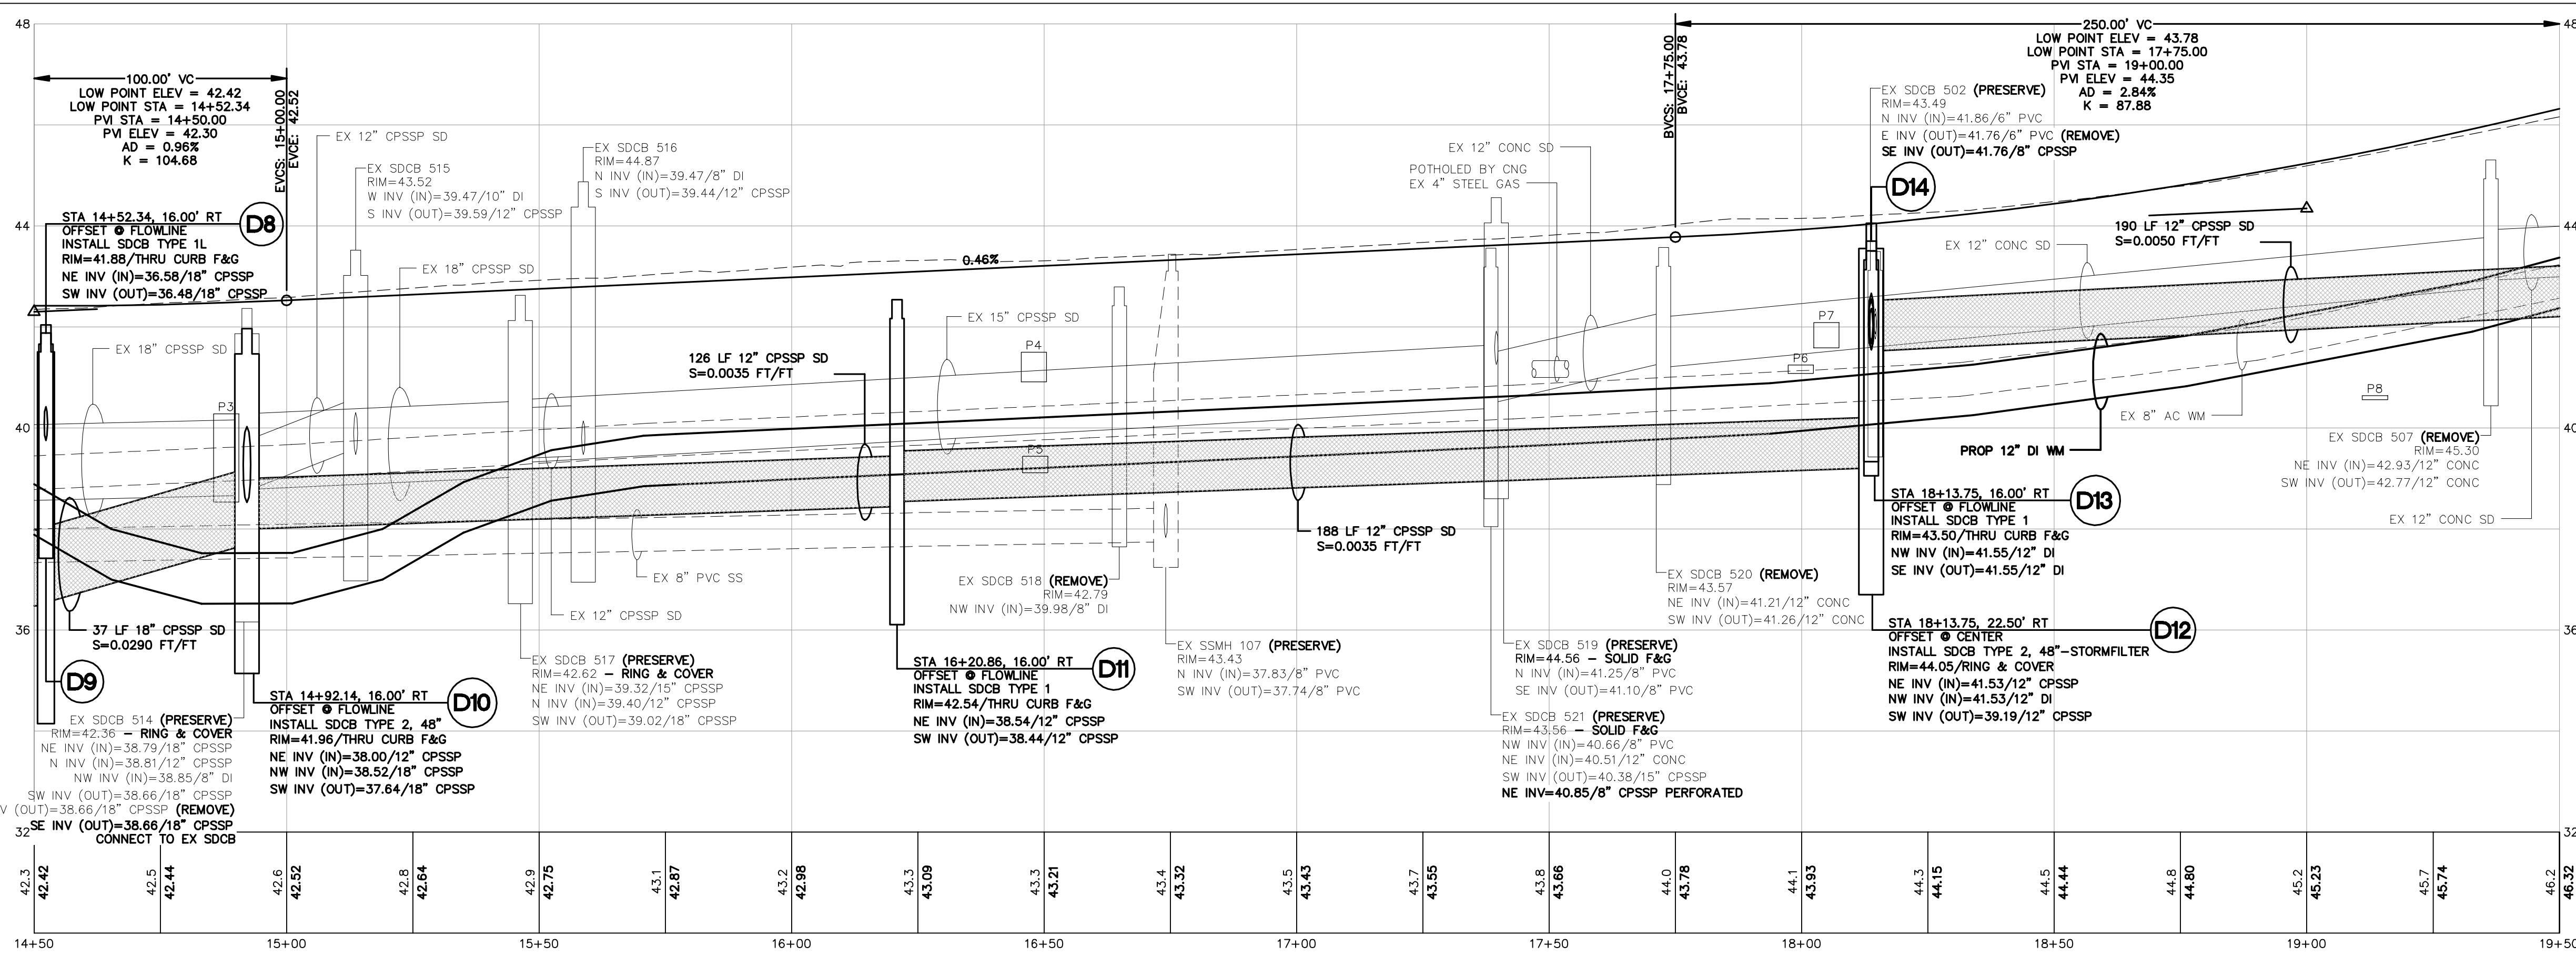 48
48
44
44
40
40
36
36
32
32
100.00' VC
LOW POINT ELEV = 42.42
LOW POINT STA = 14+52.34
PVI STA = 14+50.00
PVI ELEV = 42.30
AD = 0.96%
K = 104.68
EVCS: 15+00.00
EVCE: 42.52
D8
STA 14+52.34, 16.00' RT
OFFSET @ FLOWLINE
INSTALL SDCB TYPE 1L
RIM=41.88/THRU CURB F&G
NE INV (IN)=36.58/18" CPSSP
SW INV (OUT)=36.48/18" CPSSP
EX 12" CPSSP SD
EX SDCB 515
RIM=43.52
W INV (IN)=39.47/10" DI
S INV (OUT)=39.59/12" CPSSP
EX SDCB 516
RIM=44.87
N INV (IN)=39.47/8" DI
S INV (OUT)=39.44/12" CPSSP
EX 18" CPSSP SD
EX 18" CPSSP SD
P3
126 LF 12" CPSSP SD
S=0.0035 FT/FT
0.46%
EX 15" CPSSP SD
P4
P5
EX 12" CONC SD
POTHOLED BY CNG
EX 4" STEEL GAS
BVCS: 17+75.00
BVCE: 43.78
250.00' VC
LOW POINT ELEV = 43.78
LOW POINT STA = 17+75.00
PVI STA = 19+00.00
PVI ELEV = 44.35
AD = 2.84%
K = 87.88
EX SDCB 502 (PRESERVE)
RIM=43.49
N INV (IN)=41.86/6" PVC
E INV (OUT)=41.76/6" PVC (REMOVE)
SE INV (OUT)=41.76/8" CPSSP
D14
190 LF 12" CPSSP SD
S=0.0050 FT/FT
EX 12" CONC SD
P7
P6
P8
EX 8" AC WM
PROP 12" DI WM
EX SDCB 507 (REMOVE)
RIM=45.30
NE INV (IN)=42.93/12" CONC
SW INV (OUT)=42.77/12" CONC
EX 12" CONC SD
D13
STA 18+13.75, 16.00' RT
OFFSET @ FLOWLINE
INSTALL SDCB TYPE 1
RIM=43.50/THRU CURB F&G
NW INV (IN)=41.55/12" DI
SE INV (OUT)=41.55/12" DI
D12
STA 18+13.75, 22.50' RT
OFFSET @ CENTER
INSTALL SDCB TYPE 2, 48"-STORMFILTER
RIM=44.05/RING & COVER
NE INV (IN)=41.53/12" CPSSP
NW INV (IN)=41.53/12" DI
SW INV (OUT)=39.19/12" CPSSP
EX SDCB 520 (REMOVE)
RIM=43.57
NE INV (IN)=41.21/12" CONC
SW INV (OUT)=41.26/12" CONC
188 LF 12" CPSSP SD
S=0.0035 FT/FT
EX SDCB 518 (REMOVE)
RIM=42.79
NW INV (IN)=39.98/8" DI
EX SSMH 107 (PRESERVE)
RIM=43.43
N INV (IN)=37.83/8" PVC
SW INV (OUT)=37.74/8" PVC
EX SDCB 519 (PRESERVE)
RIM=44.56 – SOLID F&G
N INV (IN)=41.25/8" PVC
SE INV (OUT)=41.10/8" PVC
EX SDCB 521 (PRESERVE)
RIM=43.56 – SOLID F&G
NW INV (IN)=40.66/8" PVC
NE INV (IN)=40.51/12" CONC
SW INV (OUT)=40.38/15" CPSSP
NE INV=40.85/8" CPSSP PERFORATED
D11
STA 16+20.86, 16.00' RT
OFFSET @ FLOWLINE
INSTALL SDCB TYPE 1
RIM=42.54/THRU CURB F&G
NE INV (IN)=38.54/12" CPSSP
SW INV (OUT)=38.44/12" CPSSP
EX 8" PVC SS
EX 12" CPSSP SD
EX SDCB 517 (PRESERVE)
RIM=42.62 – RING & COVER
NE INV (IN)=39.32/15" CPSSP
N INV (IN)=39.40/12" CPSSP
SW INV (OUT)=39.02/18" CPSSP
37 LF 18" CPSSP SD
S=0.0290 FT/FT
D9
D10
STA 14+92.14, 16.00' RT
OFFSET @ FLOWLINE
INSTALL SDCB TYPE 2, 48"
RIM=41.96/THRU CURB F&G
NE INV (IN)=38.00/12" CPSSP
NW INV (IN)=38.52/18" CPSSP
SW INV (OUT)=37.64/18" CPSSP
EX SDCB 514 (PRESERVE)
RIM=42.36 – RING & COVER
NE INV (IN)=38.79/18" CPSSP
N INV (IN)=38.81/12" CPSSP
NW INV (IN)=38.85/8" DI
SW INV (OUT)=38.66/18" CPSSP
V (OUT)=38.66/18" CPSSP (REMOVE)
SE INV (OUT)=38.66/18" CPSSP
CONNECT TO EX SDCB
42.3 42.42
42.5 42.44
42.6 42.52
42.8 42.64
42.9 42.75
43.1 42.87
43.2 42.98
43.3 43.09
43.3 43.21
43.4 43.32
43.5 43.43
43.7 43.55
43.8 43.66
44.0 43.78
44.1 43.93
44.3 44.15
44.5 44.44
44.8 44.80
45.2 45.23
45.7 45.74
46.2 46.32
14+50 15+00 15+50 16+00 16+50 17+00 17+50 18+00 18+50 19+00 19+50